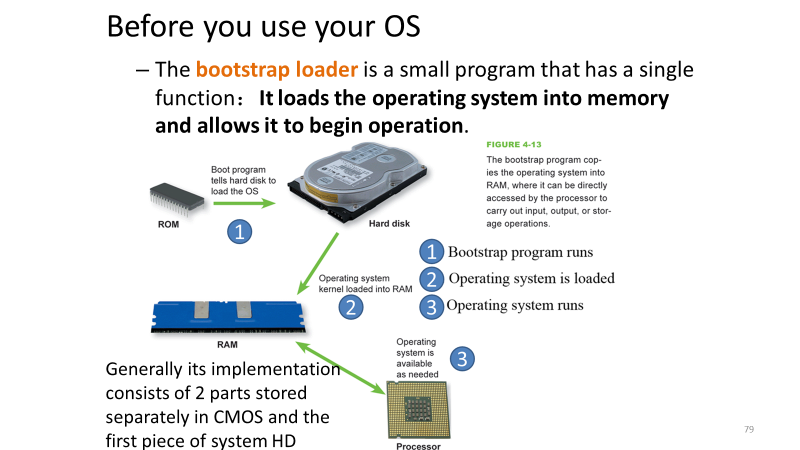 Before you use your OS
– The bootstrap loader is a small program that has a single
function：It loads the operating system into memory
and allows it to begin operation.
FIGURE 4-13
The bootstrap program cop-
ies the operating system into
RAM, where it can be directly
accessed by the processor to
carry out input, output, or stor-
age operations.
Boot program
tells hard disk to
load the OS
ROM
1
Hard disk
1 Bootstrap program runs
2 Operating system is loaded
3 Operating system runs
Operating system
kernel loaded into RAM
2
RAM
Operating
system is
available
as needed
3
Processor
Generally its implementation
consists of 2 parts stored
separately in CMOS and the
first piece of system HD
79